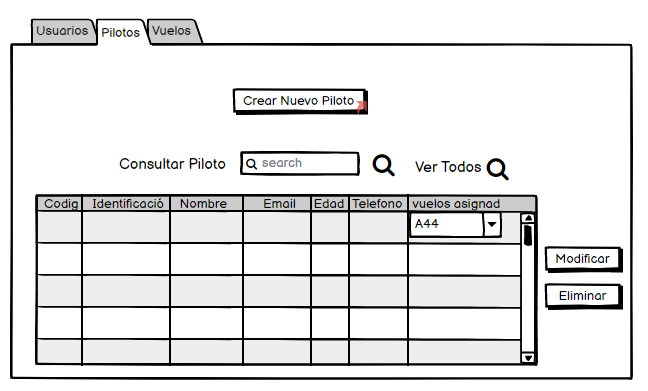 Usuarios Pilotos Vuelos
Crear Nuevo Piloto
Consultar Piloto search Ver Todos
Codig Identificació Nombre Email Edad Telefono vuelos asignad
A44
Modificar
Eliminar